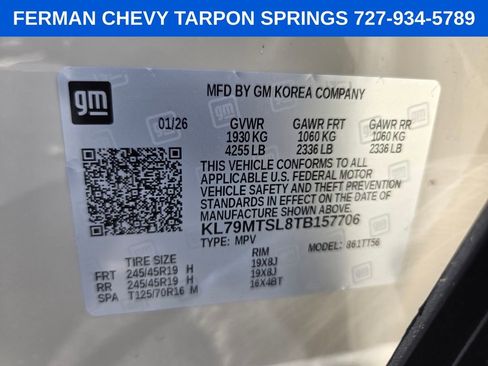 FERMAN CHEVY TARPON SPRINGS 727-934-5789
gm
MFD BY GM KOREA COMPANY
01/26 GVWR GAWR FRT GAWR RR
1930 KG 1060 KG 1060 KG
4255 LB 2336 LB 2336 LB
THIS VEHICLE CONFORMS TO ALL
APPLICABLE U.S. FEDERAL MOTOR
VEHICLE SAFETY AND THEFT PREVENTION
STANDARDS IN EFFECT ON THE DATE OF
MANUFACTURE SHOWN ABOVE.
KL79MTSL8TB157706
TYPE: MPV MODEL: 861TT56
TIRE SIZE RIM
FRT 245/45R19 H 19X8J
RR 245/45R19 H 19X8J
SPA T125/70R16 M 16X4BT